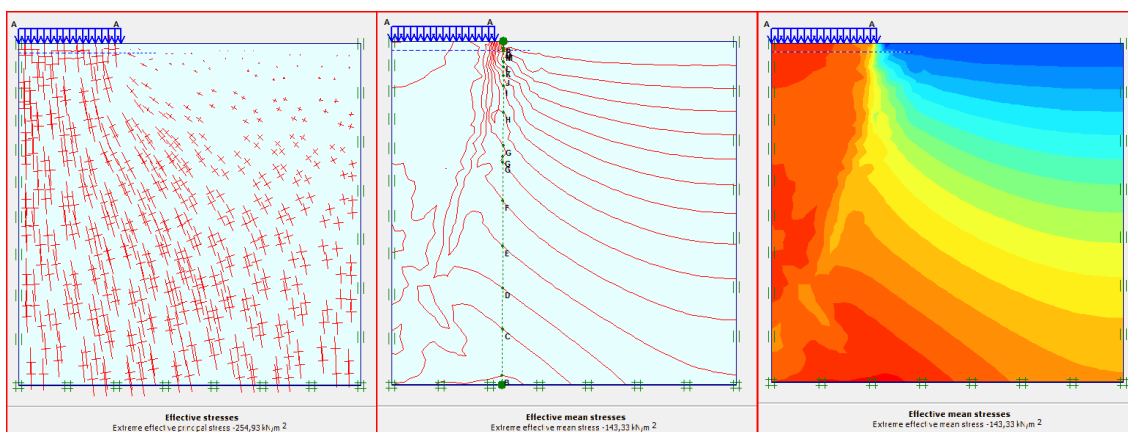 A A
A A
A A
B
M
L
K
J
I
H
G
G
G
F
E
D
C
B
Effective stresses
Extreme effective principal stress -254,93 kN/m 2
Effective mean stresses
Extreme effective mean stress -143,33 kN/m 2
Effective mean stresses
Extreme effective mean stress -143,33 kN/m 2